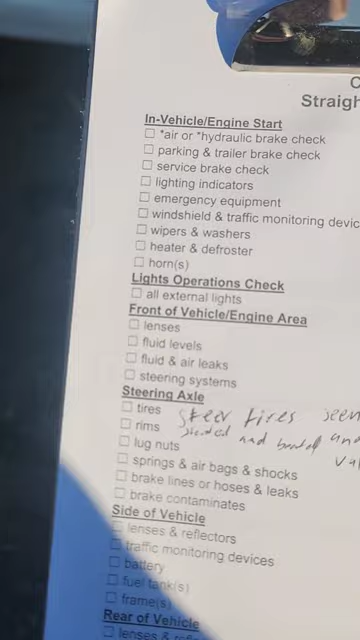 C
Straigh
In-Vehicle/Engine Start
*air or *hydraulic brake check
parking & trailer brake check
service brake check
lighting indicators
emergency equipment
windshield & traffic monitoring devic
wipers & washers
heater & defroster
horn(s)
Lights Operations Check
all external lights
Front of Vehicle/Engine Area
lenses
fluid levels
fluid & air leaks
steering systems
Steering Axle
tires steer tires seem
rims and and
lug nuts
springs & air bags & shocks
brake lines or hoses & leaks
brake contaminates
Side of Vehicle
lenses & reflectors
traffic monitoring devices
battery
fuel tank(s)
frame(s)
Rear of Vehicle
lenses & refle